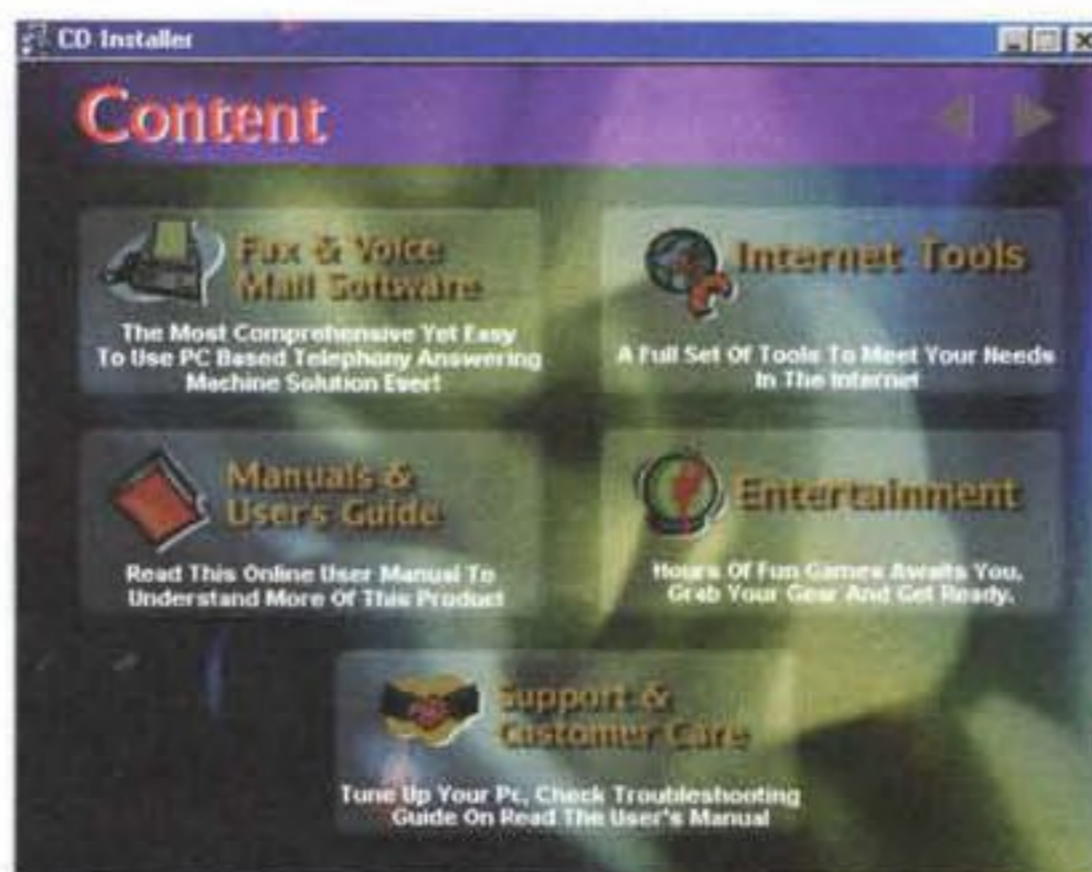 CD Installer
Content
Fax & Voice
Mail Software
The Most Comprehensive Yet Easy
To Use PC Based Telephony Answering
Machine Solution Ever!
Internet Tools
A Full Set Of Tools To Meet Your Needs
In The Internet
Manuals &
User's Guide
Read This Online User Manual To
Understand More Of This Product
Entertainment
Hours Of Fun Games Awaits You,
Grab Your Gear And Get Ready.
Support &
Customer Care
Tune Up Your Pc, Check Troubleshooting
Guide On Read The User's Manual